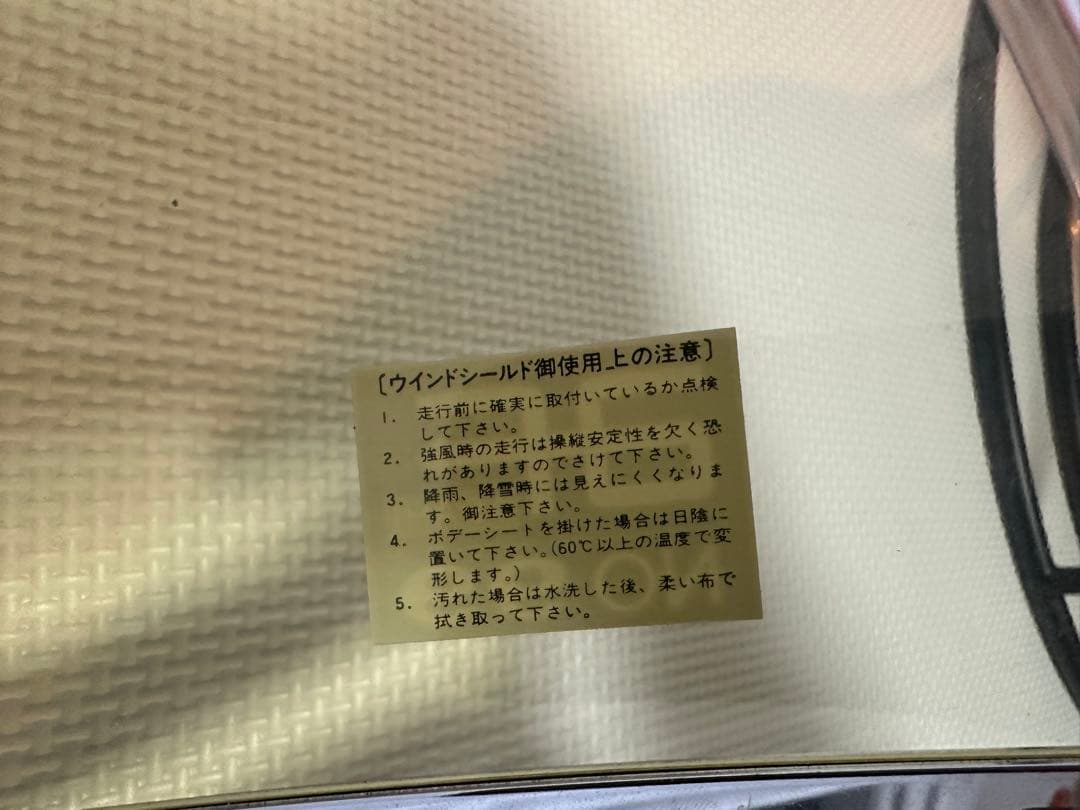 〔ウインドシールド御使用上の注意〕
1. 走行前に確実に取付いているか点検
して下さい。
2. 強風時の走行は操縦安定性を欠く恐
れがありますのでさけて下さい。
3. 降雨、降雪時には見えにくくなりま
す。御注意下さい。
4. ボデーシートを掛けた場合は日陰に
置いて下さい。(60℃以上の温度で変
形します。)
5. 汚れた場合は水洗した後、柔い布で
拭き取って下さい。